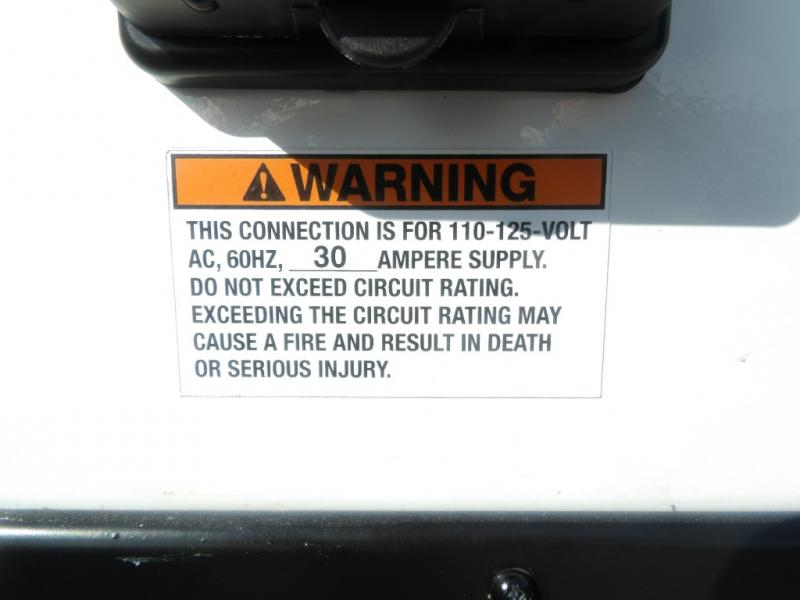 WARNING
THIS CONNECTION IS FOR 110-125-VOLT
AC, 60HZ, 30 AMPERE SUPPLY.
DO NOT EXCEED CIRCUIT RATING.
EXCEEDING THE CIRCUIT RATING MAY
CAUSE A FIRE AND RESULT IN DEATH
OR SERIOUS INJURY.